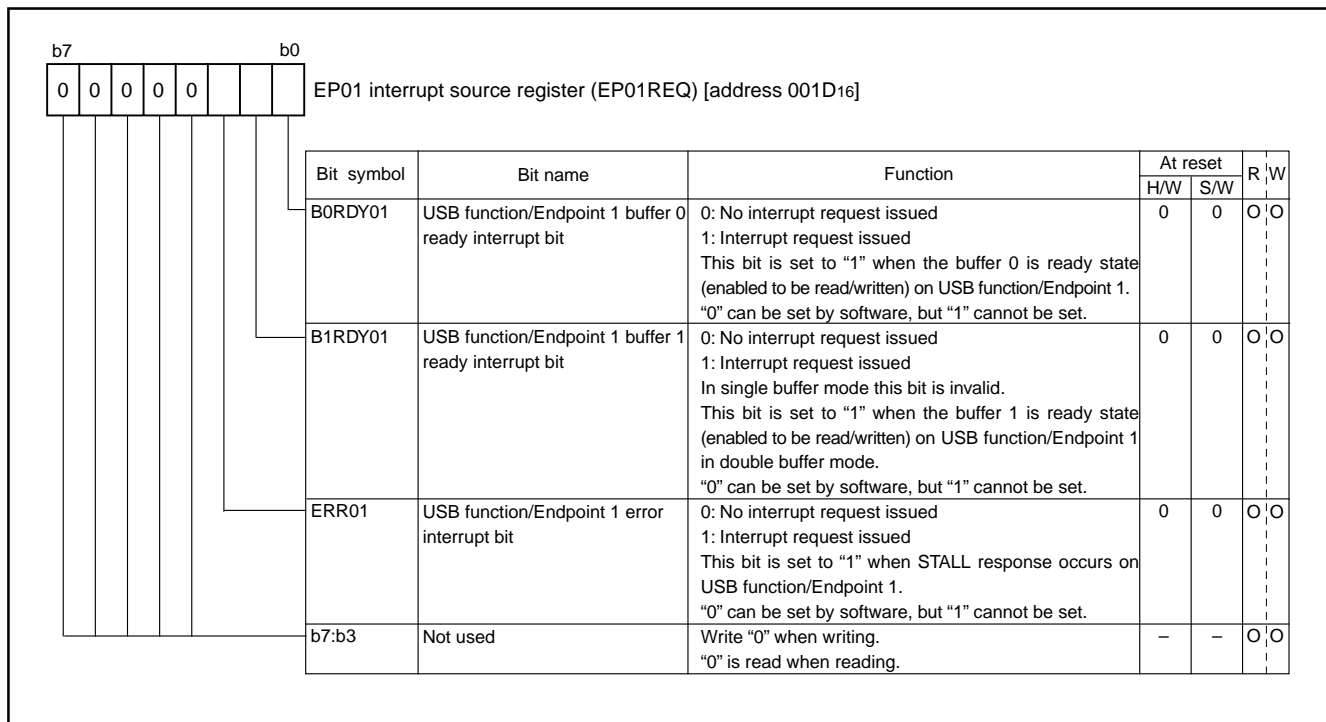 b7 b0
0 0 0 0 0
EP01 interrupt source register (EP01REQ) [address 001D16]
Bit symbol Bit name Function At reset R W
H/W S/W
B0RDY01 USB function/Endpoint 1 buffer 0 0: No interrupt request issued 0 0 O O
ready interrupt bit 1: Interrupt request issued
This bit is set to “1” when the buffer 0 is ready state
(enabled to be read/written) on USB function/Endpoint 1.
“0” can be set by software, but “1” cannot be set.
B1RDY01 USB function/Endpoint 1 buffer 1 0: No interrupt request issued 0 0 O O
ready interrupt bit 1: Interrupt request issued
In single buffer mode this bit is invalid.
This bit is set to “1” when the buffer 1 is ready state
(enabled to be read/written) on USB function/Endpoint 1
in double buffer mode.
“0” can be set by software, but “1” cannot be set.
ERR01 USB function/Endpoint 1 error 0: No interrupt request issued 0 0 O O
interrupt bit 1: Interrupt request issued
This bit is set to “1” when STALL response occurs on
USB function/Endpoint 1.
“0” can be set by software, but “1” cannot be set.
b7:b3 Not used Write “0” when writing. – – O O
“0” is read when reading.